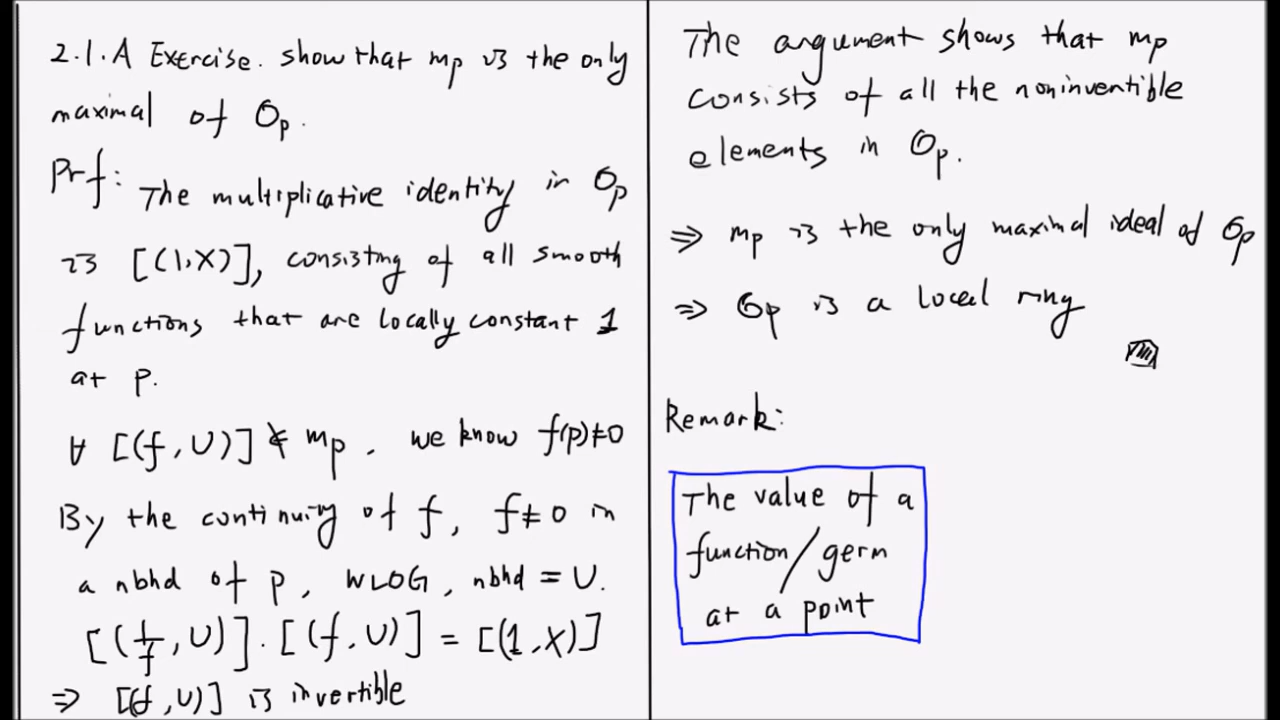 2.1.A Exercise. show that mp is the only
maximal of Op.
Prf: The multiplicative identity in Op
is [(1,X)], consisting of all smooth
functions that are locally constant 1
at p.
∀ [(f,U)] ∉ mp, we know f(p)≠0
By the continuity of f, f≠0 in
a nbhd of p, WLOG, nbhd = U.
[(1/f,U)]·[(f,U)] = [(1,X)]
⇒ [(f,U)] is invertible
The argument shows that mp
consists of all the noninvertible
elements in Op.
⇒ mp is the only maximal ideal of Op
⇒ Op is a local ring
Remark:
The value of a
function/germ
at a point